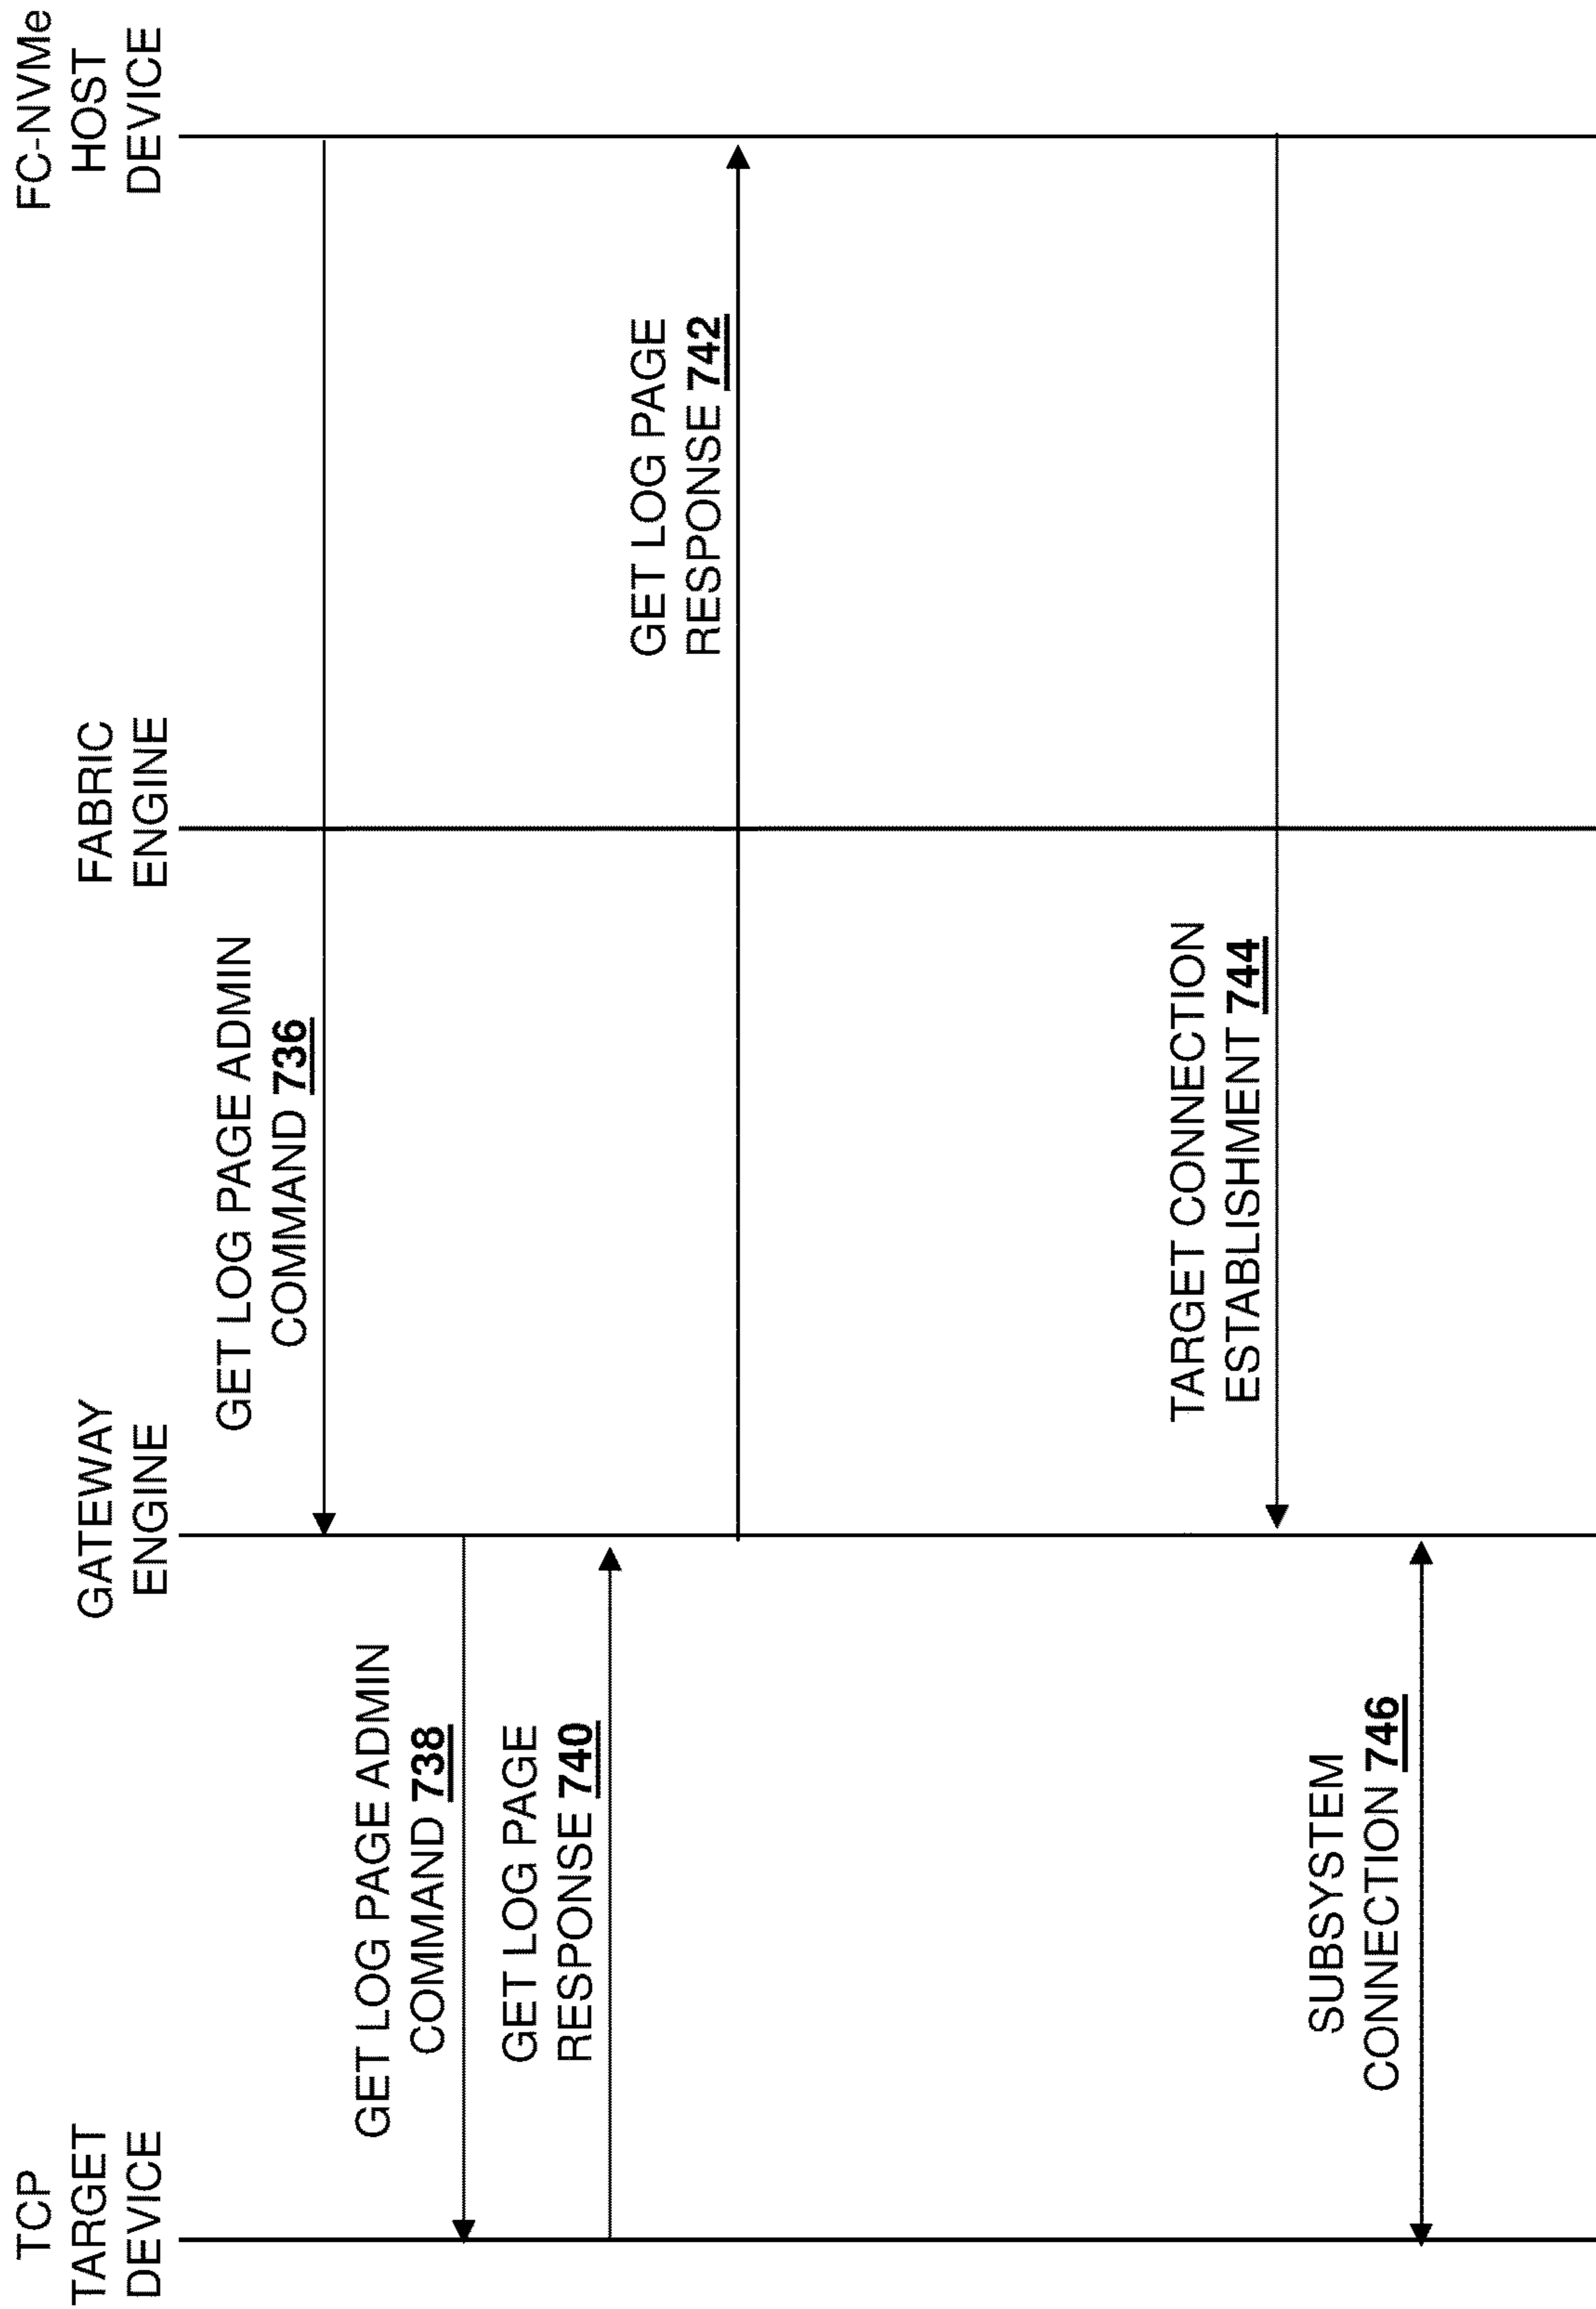 TCP
TARGET
DEVICE
GATEWAY
ENGINE
FABRIC
ENGINE
FC-NVMe
HOST
DEVICE
GET LOG PAGE ADMIN
COMMAND 736
GET LOG PAGE ADMIN
COMMAND 738
GET LOG PAGE
RESPONSE 740
GET LOG PAGE
RESPONSE 742
TARGET CONNECTION
ESTABLISHMENT 744
SUBSYSTEM
CONNECTION 746